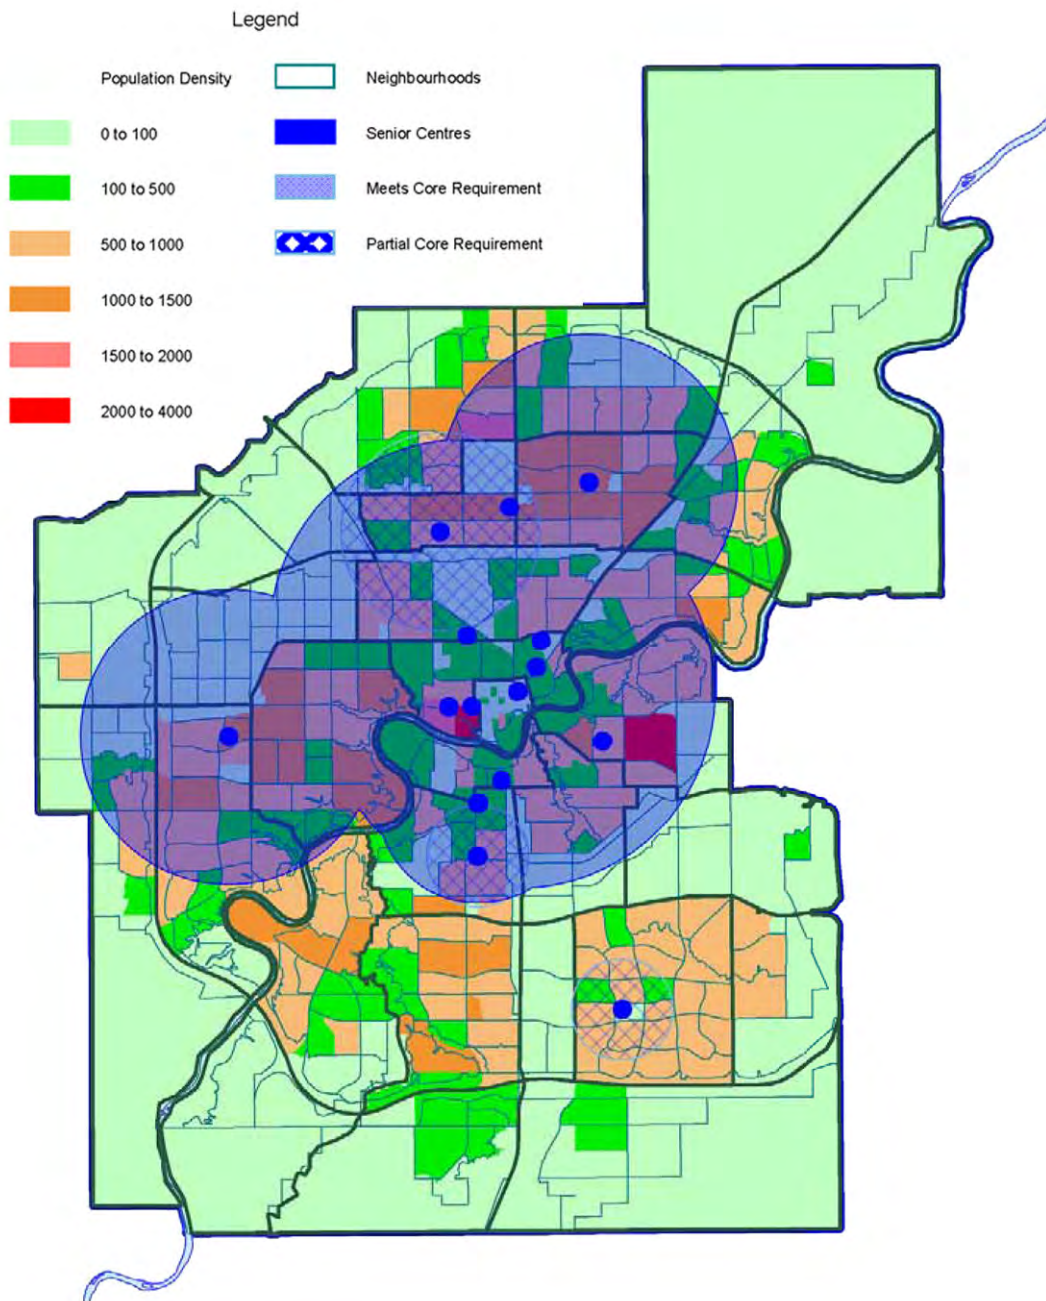 Legend
Population Density
Neighbourhoods
0 to 100
Senior Centres
100 to 500
Meets Core Requirement
500 to 1000
Partial Core Requirement
1000 to 1500
1500 to 2000
2000 to 4000